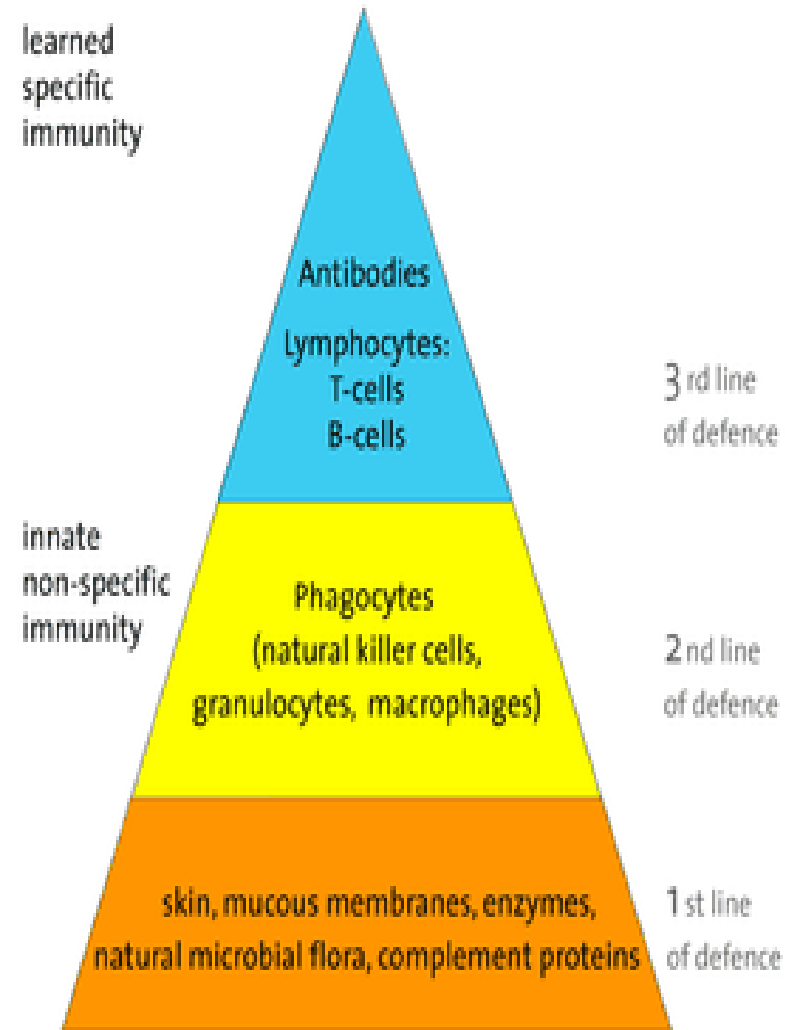 learned
specific
immunity
Antibodies
Lymphocytes:
T-cells
B-cells
3rd line
of defence
innate
non-specific
immunity
Phagocytes
(natural killer cells,
granulocytes, macrophages)
2nd line
of defence
skin, mucous membranes, enzymes,
natural microbial flora, complement proteins
1st line
of defence